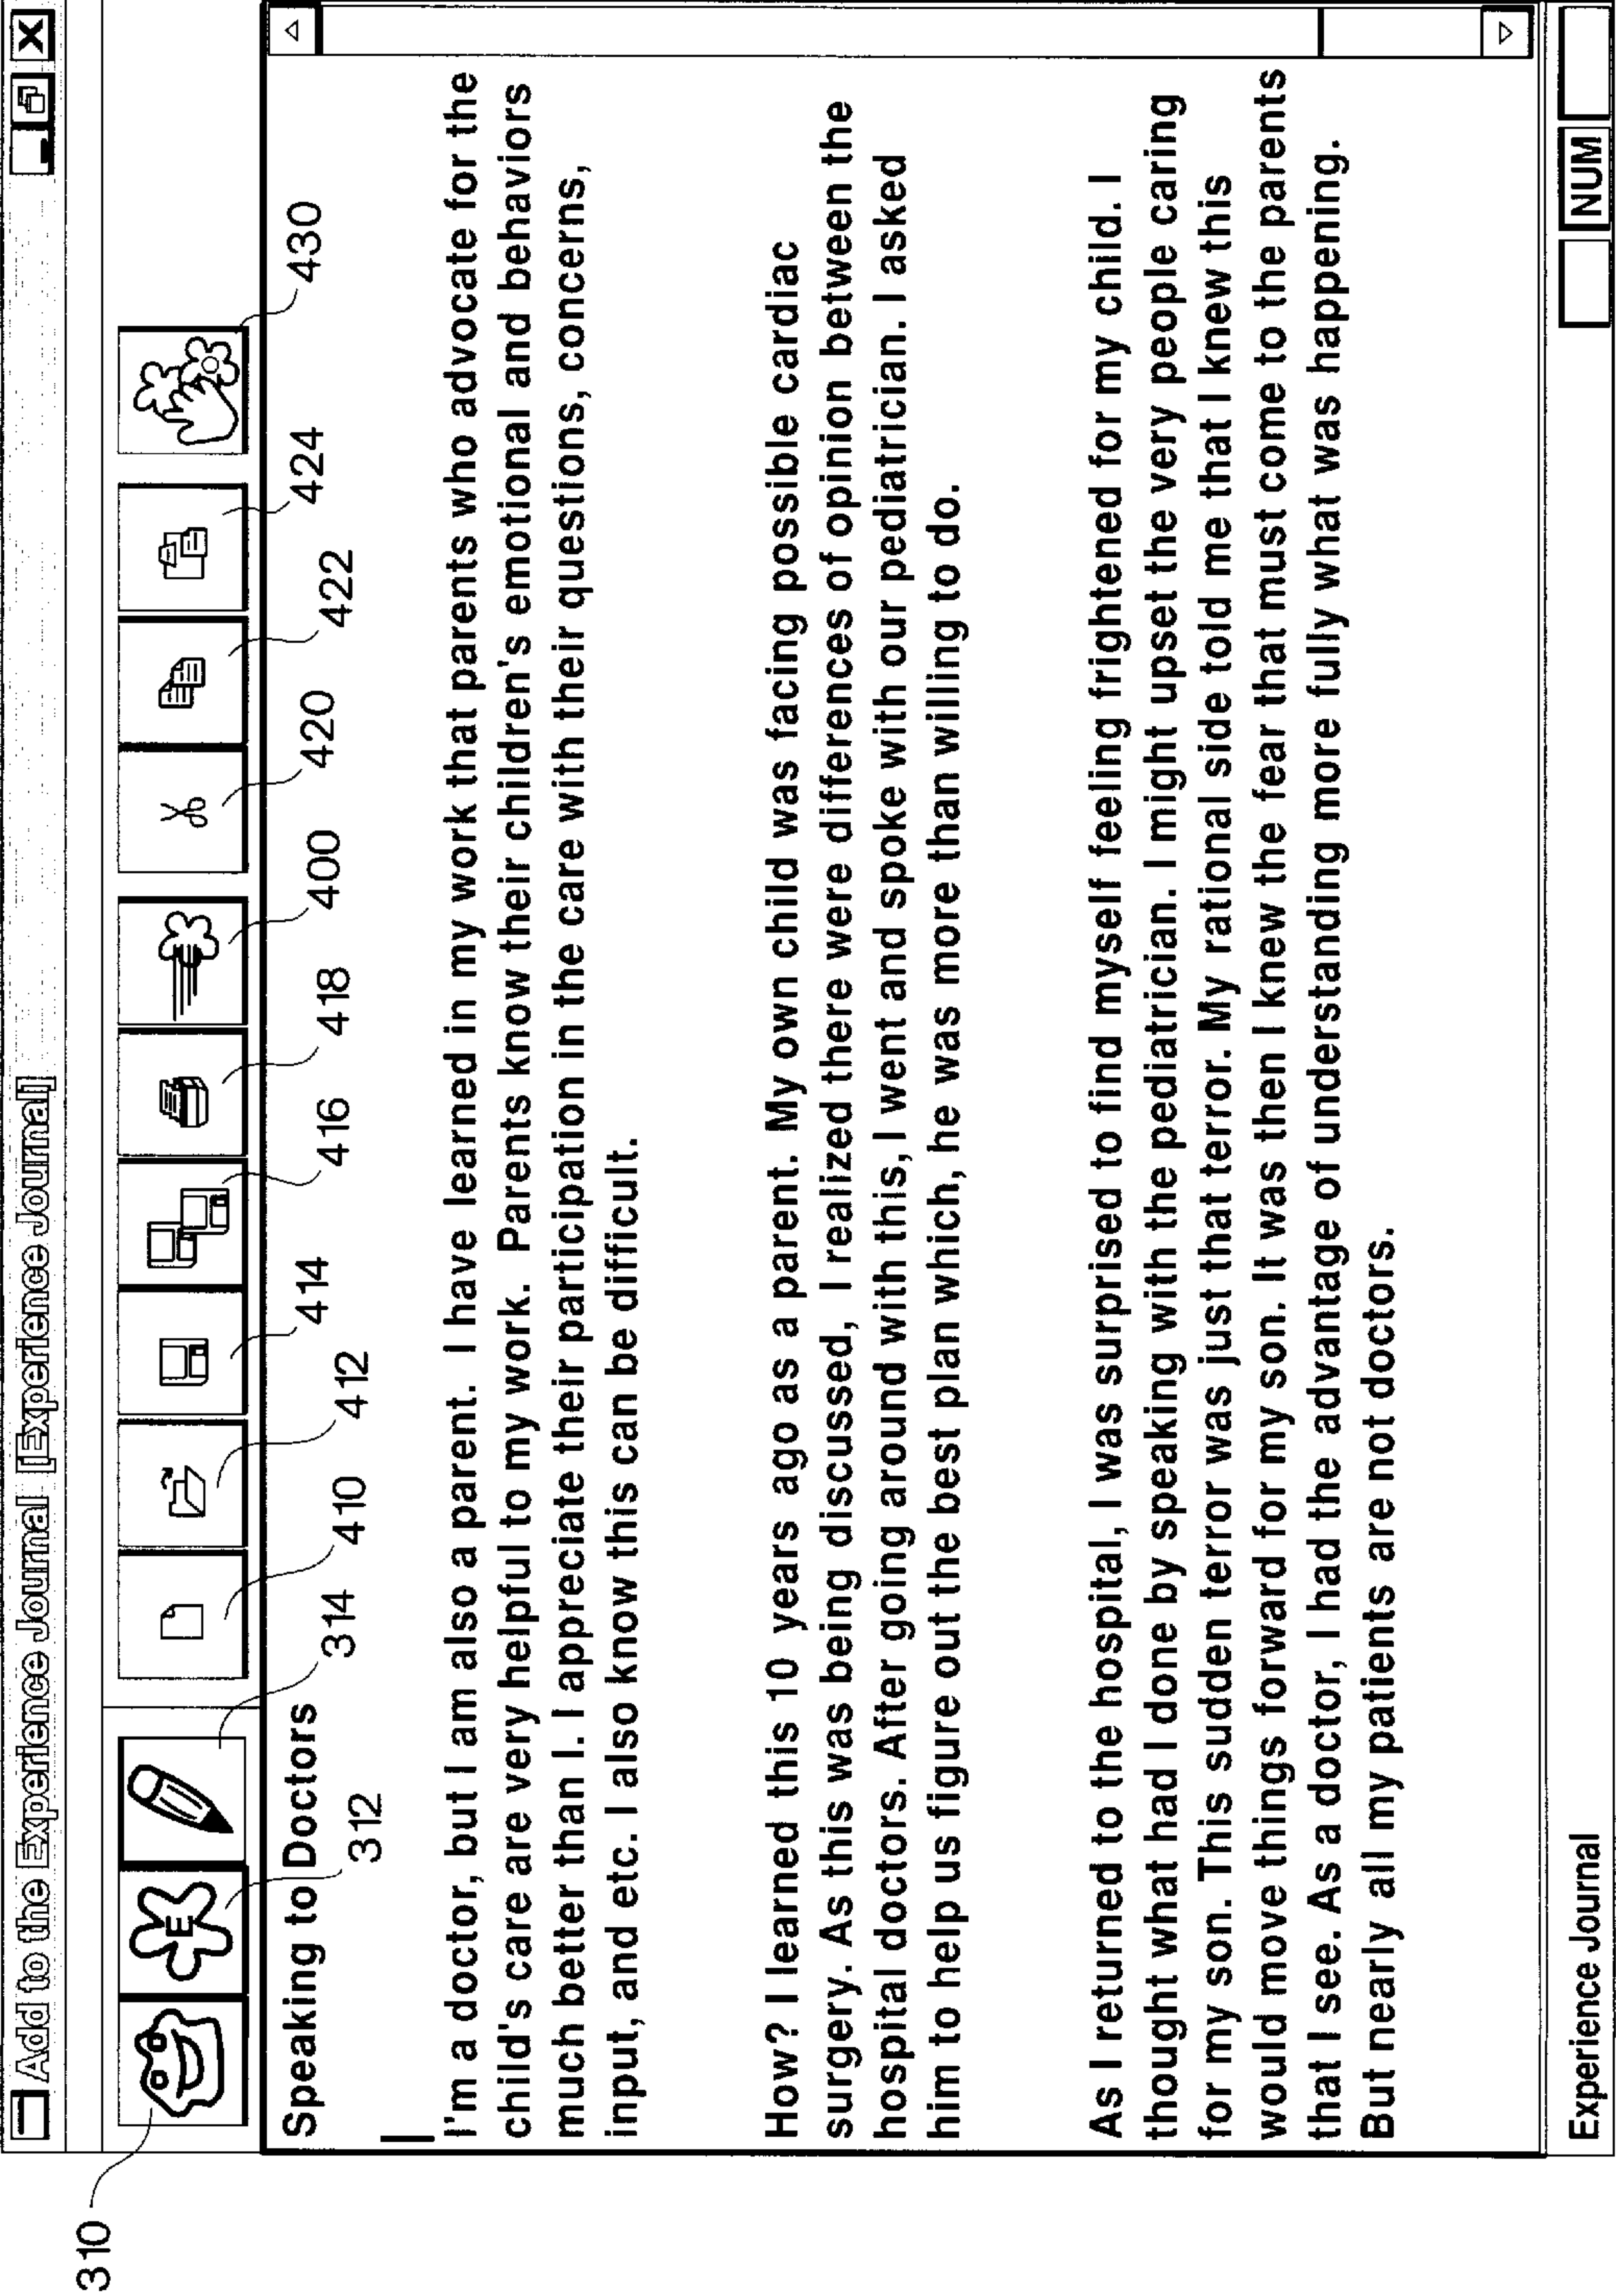 Add to the Experience Journal [Experience Journal]
310
E
312
314
410
412
414
416
418
400
420
422
424
430
Speaking to Doctors
I'm a doctor, but I am also a parent. I have learned in my work that parents who advocate for the
child's care are very helpful to my work. Parents know their children's emotional and behaviors
much better than I. I appreciate their participation in the care with their questions, concerns,
input, and etc. I also know this can be difficult.
How? I learned this 10 years ago as a parent. My own child was facing possible cardiac
surgery. As this was being discussed, I realized there were differences of opinion between the
hospital doctors. After going around with this, I went and spoke with our pediatrician. I asked
him to help us figure out the best plan which, he was more than willing to do.
As I returned to the hospital, I was surprised to find myself feeling frightened for my child. I
thought what had I done by speaking with the pediatrician. I might upset the very people caring
for my son. This sudden terror was just that terror. My rational side told me that I knew this
would move things forward for my son. It was then I knew the fear that must come to the parents
that I see. As a doctor, I had the advantage of understanding more fully what was happening.
But nearly all my patients are not doctors.
Experience Journal
NUM